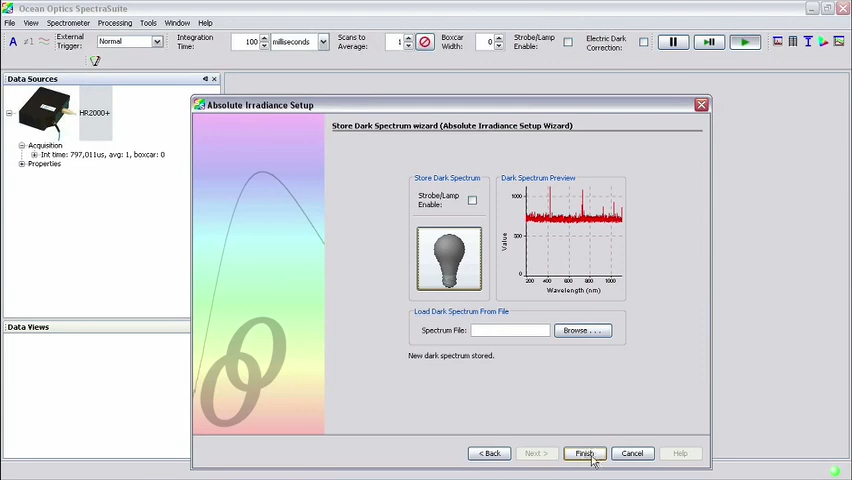 Ocean Optics SpectraSuite
File View Spectrometer Processing Tools Window Help
External Trigger: Normal Integration Time: 100 milliseconds Scans to Average: 1 Boxcar Width: 0 Strobe/Lamp Enable: Electric Dark Correction:
Data Sources
HR2000+
Acquisition
Int time: 797,011us, avg: 1, boxcar: 0
Properties
Data Views
Absolute Irradiance Setup
Store Dark Spectrum wizard (Absolute Irradiance Setup Wizard)
Store Dark Spectrum
Strobe/Lamp
Enable:
Dark Spectrum Preview
1000
500
0
Value
200 400 600 800 1000
Wavelength (nm)
Load Dark Spectrum From File
Spectrum File: Browse . . .
New dark spectrum stored.
< Back Next > Finish Cancel Help